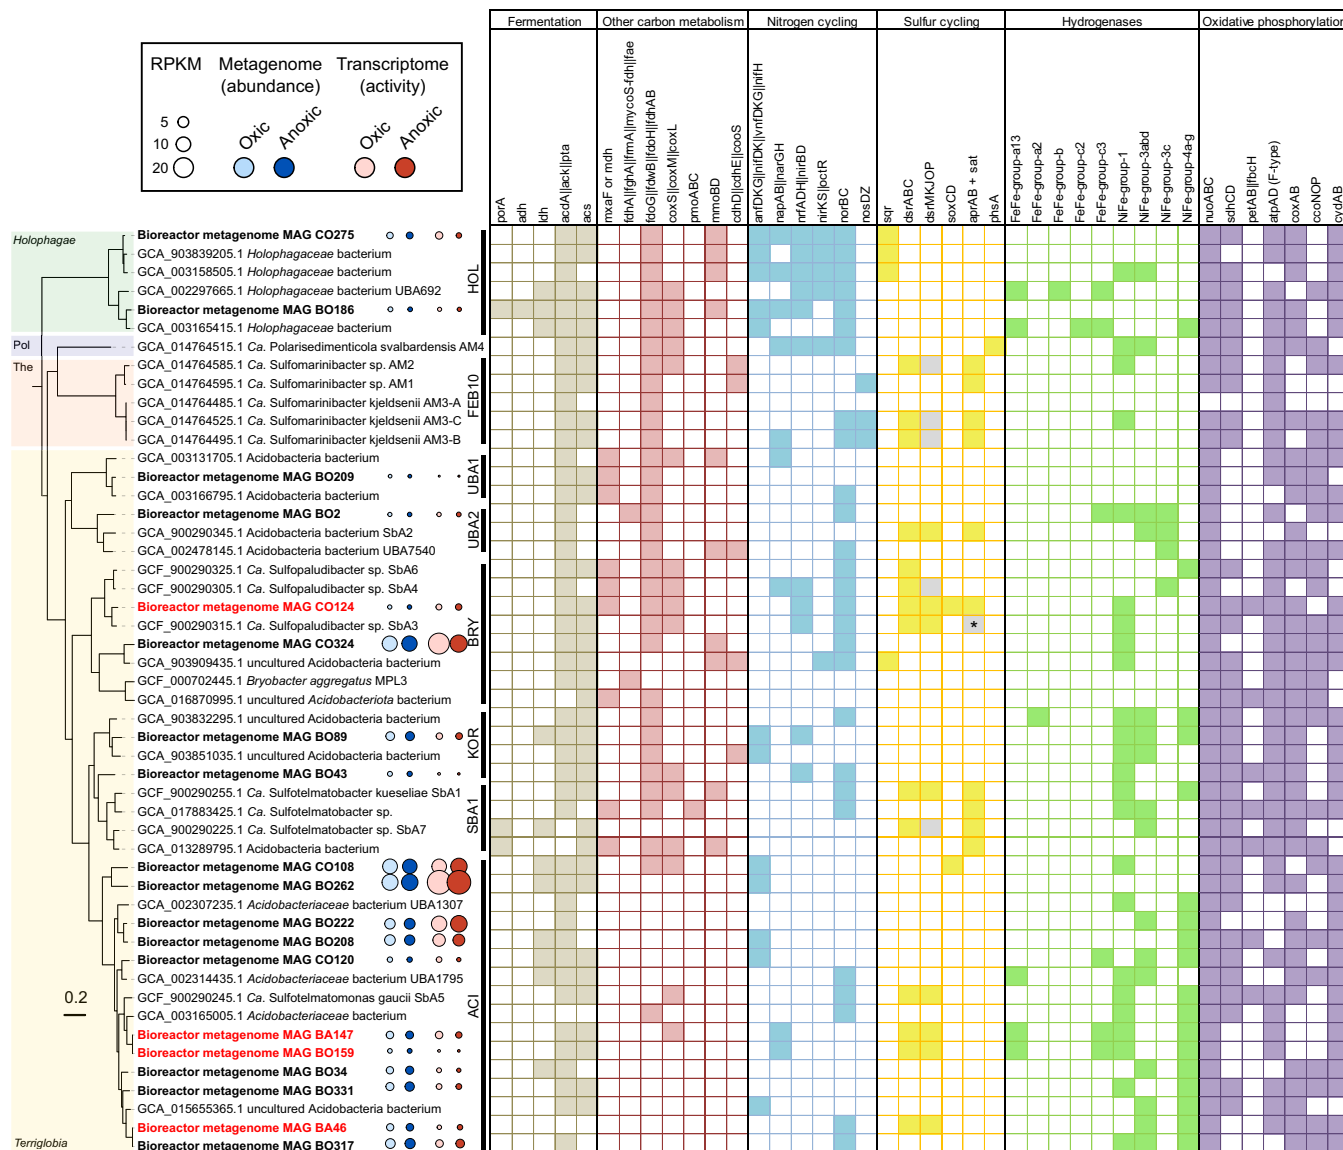 Fermentation Other carbon metabolism Nitrogen cycling Sulfur cycling Hydrogenases Oxidative phosphorylation
RPKM Metagenome (abundance) Transcriptome (activity)
5
10
20
Oxic Anoxic Oxic Anoxic
porA
adh
ldh
acdA||ack||pta
acs
mxaF or mdh
fdhA||fghA||frmA||mycoS-fdh||fae
fdoG||fdwB||fdoH||fdhAB
coxS||coxM||coxL
pmoABC
mmoBD
cdhD||cdhE||cooS
anfDKG||nifDK||vnfDKG||nifH
napAB||narGH
nrfADH||nirBD
nirKS||octR
norBC
nosDZ
sqr
dsrABC
dsrMKJOP
soxCD
aprAB + sat
phsA
FeFe-group-a13
FeFe-group-a2
FeFe-group-b
FeFe-group-c2
FeFe-group-c3
NiFe-group-1
NiFe-group-3abd
NiFe-group-3c
NiFe-group-4a-g
nuoABC
sdhCD
petAB||fbcH
atpAD (F-type)
coxAB
ccoNOP
cydAB
Holophagae
Bioreactor metagenome MAG CO275
GCA_903839205.1 Holophagaceae bacterium
GCA_003158505.1 Holophagaceae bacterium
GCA_002297665.1 Holophagaceae bacterium UBA692
Bioreactor metagenome MAG BO186
GCA_003165415.1 Holophagaceae bacterium
HOL
Pol
GCA_014764515.1 Ca. Polarisedimenticola svalbardensis AM4
The
GCA_014764585.1 Ca. Sulfomarinibacter sp. AM2
GCA_014764595.1 Ca. Sulfomarinibacter sp. AM1
GCA_014764485.1 Ca. Sulfomarinibacter kjeldsenii AM3-A
GCA_014764525.1 Ca. Sulfomarinibacter kjeldsenii AM3-C
GCA_014764495.1 Ca. Sulfomarinibacter kjeldsenii AM3-B
FEB10
GCA_003131705.1 Acidobacteria bacterium
Bioreactor metagenome MAG BO209
GCA_003166795.1 Acidobacteria bacterium
UBA1
Bioreactor metagenome MAG BO2
GCA_900290345.1 Acidobacteria bacterium SbA2
GCA_002478145.1 Acidobacteria bacterium UBA7540
UBA2
GCF_900290325.1 Ca. Sulfopaludibacter sp. SbA6
GCF_900290305.1 Ca. Sulfopaludibacter sp. SbA4
Bioreactor metagenome MAG CO124
GCF_900290315.1 Ca. Sulfopaludibacter sp. SbA3
*
Bioreactor metagenome MAG CO324
GCA_903909435.1 uncultured Acidobacteria bacterium
GCF_000702445.1 Bryobacter aggregatus MPL3
GCA_016870995.1 uncultured Acidobacteriota bacterium
BRY
GCA_903832295.1 uncultured Acidobacteria bacterium
Bioreactor metagenome MAG BO89
GCA_903851035.1 uncultured Acidobacteria bacterium
Bioreactor metagenome MAG BO43
KOR
GCF_900290255.1 Ca. Sulfotelmatobacter kueseliae SbA1
GCA_017883425.1 Ca. Sulfotelmatobacter sp.
GCA_900290225.1 Ca. Sulfotelmatobacter sp. SbA7
GCA_013289795.1 Acidobacteria bacterium
SBA1
Bioreactor metagenome MAG CO108
Bioreactor metagenome MAG BO262
GCA_002307235.1 Acidobacteriaceae bacterium UBA1307
Bioreactor metagenome MAG BO222
Bioreactor metagenome MAG BO208
Bioreactor metagenome MAG CO120
GCA_002314435.1 Acidobacteriaceae bacterium UBA1795
GCF_900290245.1 Ca. Sulfotelmatomonas gaucii SbA5
GCA_003165005.1 Acidobacteriaceae bacterium
Bioreactor metagenome MAG BA147
Bioreactor metagenome MAG BO159
Bioreactor metagenome MAG BO34
Bioreactor metagenome MAG BO331
GCA_015655365.1 uncultured Acidobacteria bacterium
Bioreactor metagenome MAG BA46
Bioreactor metagenome MAG BO317
ACI
0.2
Terriglobia